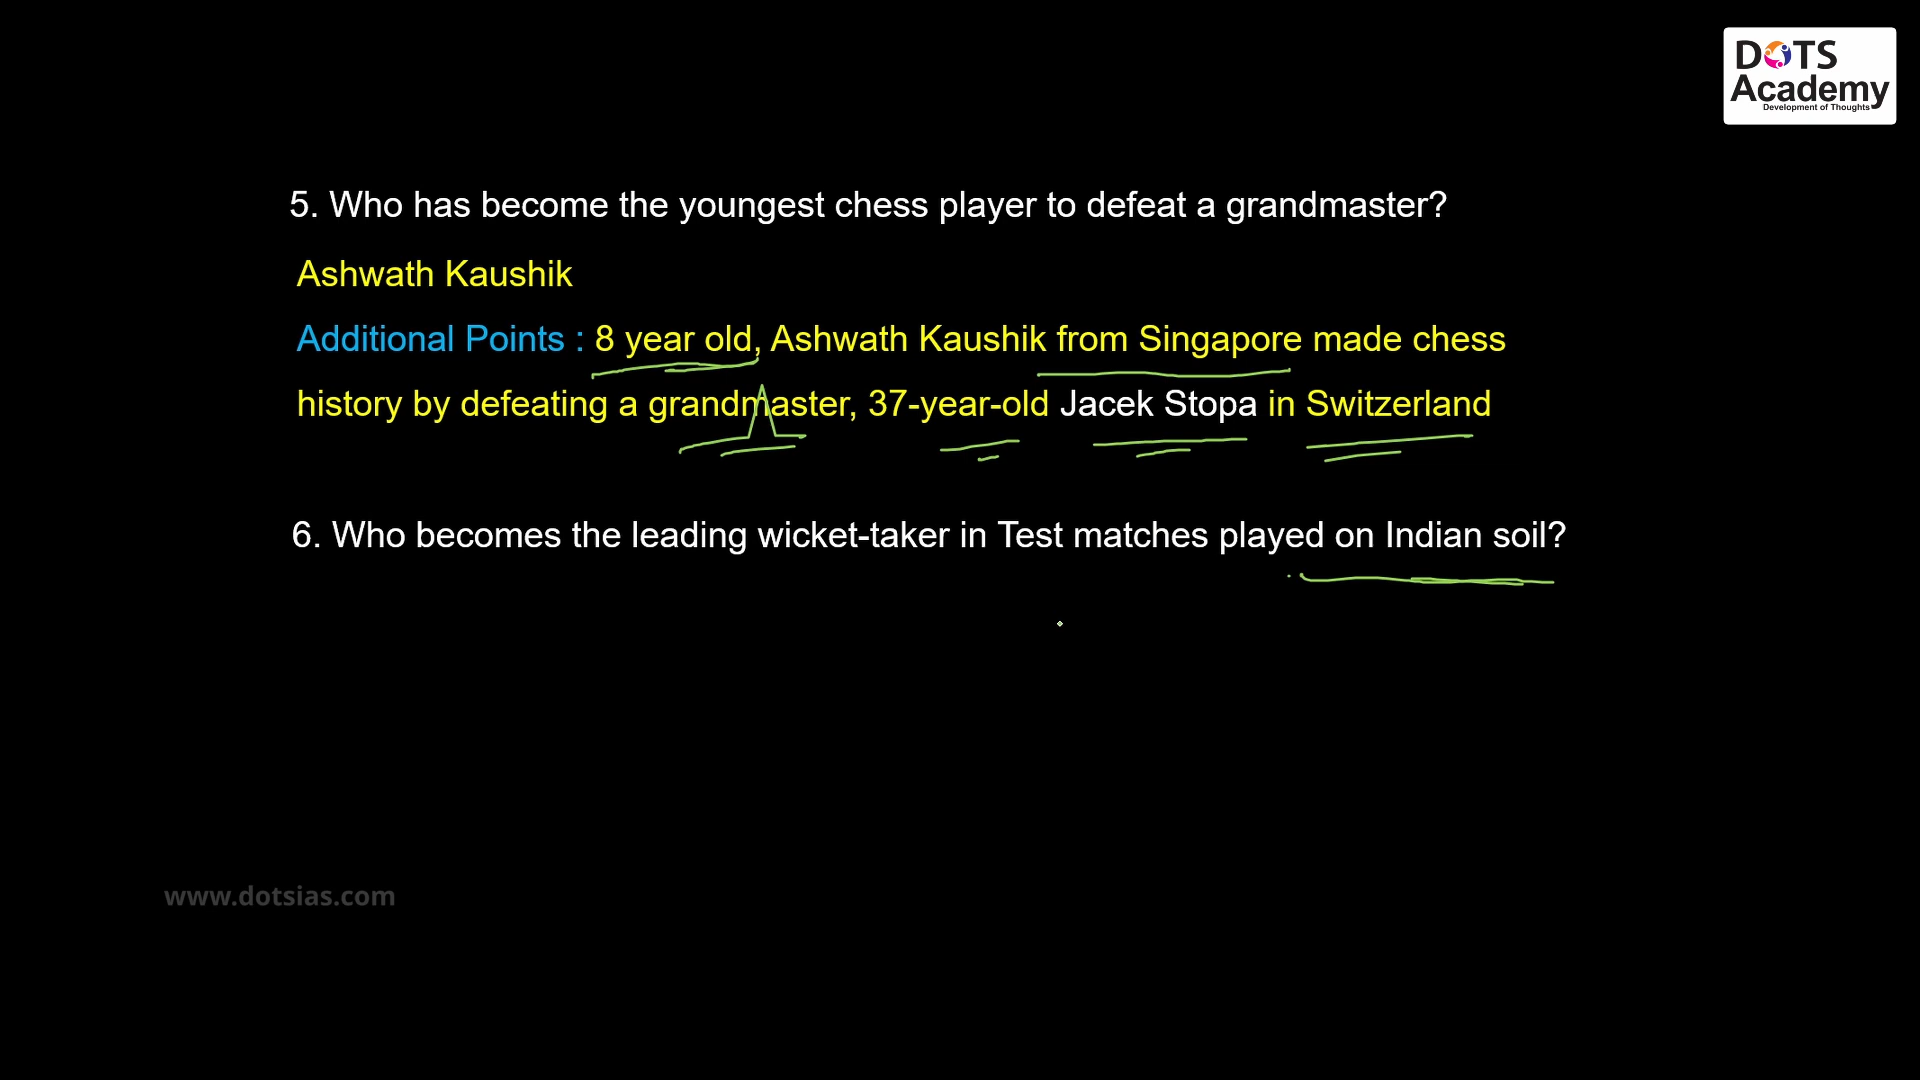 DOTS
Academy
Development of Thoughts
5. Who has become the youngest chess player to defeat a grandmaster?
Ashwath Kaushik
Additional Points : 8 year old, Ashwath Kaushik from Singapore made chess
history by defeating a grandmaster, 37-year-old Jacek Stopa in Switzerland
6. Who becomes the leading wicket-taker in Test matches played on Indian soil?
www.dotsias.com